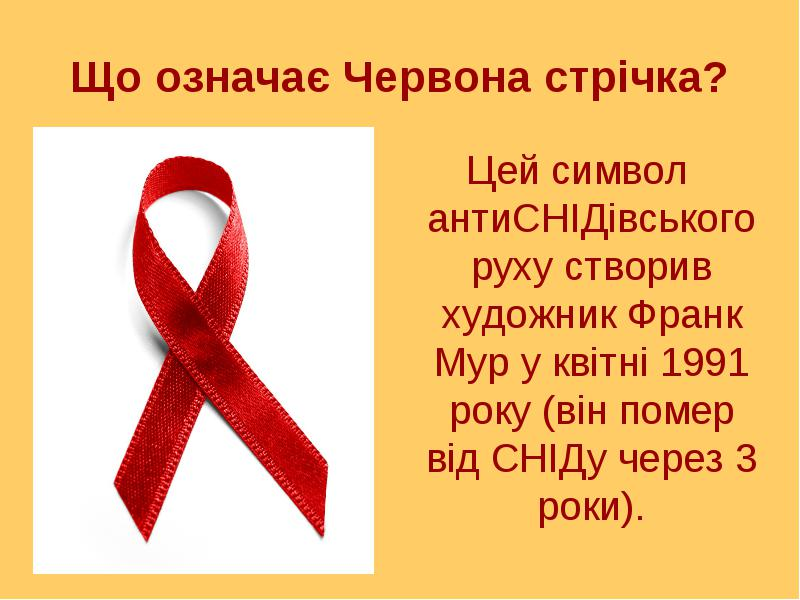 Що означає Червона стрічка?
Цей символ
антиСНІДівського
руху створив
художник Франк
Мур у квітні 1991
року (він помер
від СНІДу через 3
роки).